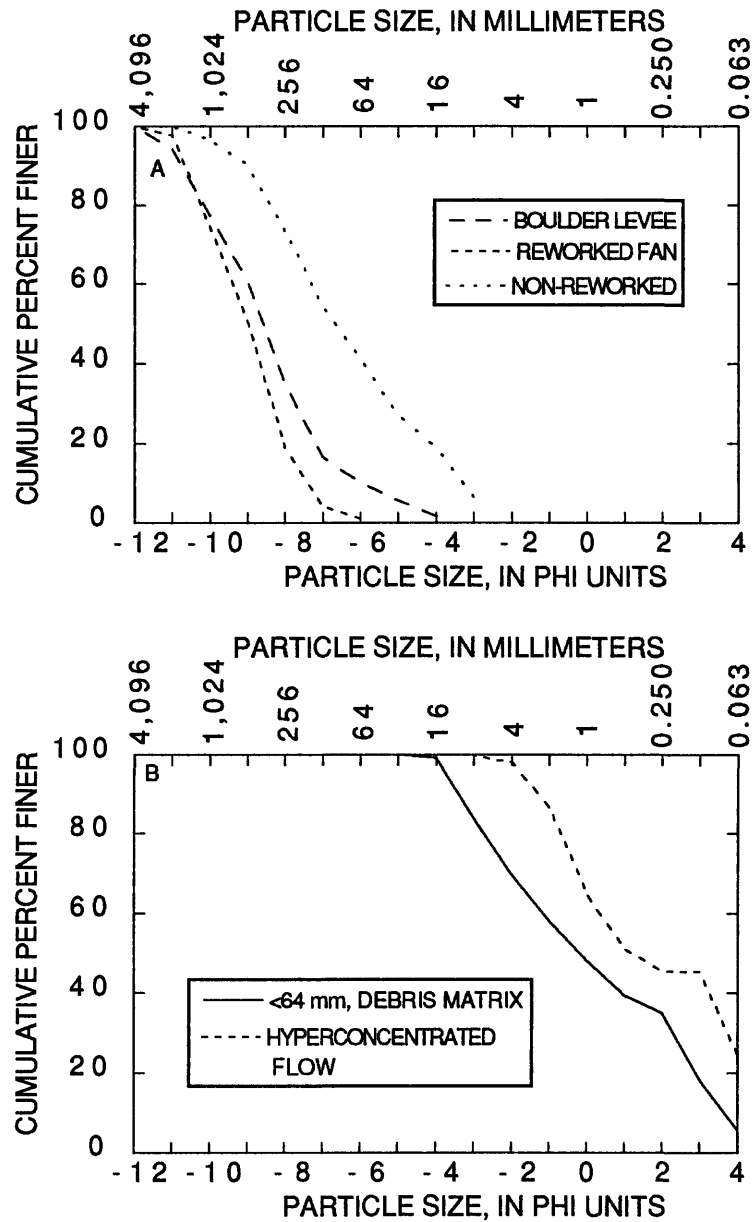 PARTICLE SIZE, IN MILLIMETERS
4,096 1,024 256 64 16 4 1 0.250 0.063
CUMULATIVE PERCENT FINER
100
80
60
40
20
0
A
BOULDER LEVEE
REWORKED FAN
NON-REWORKED
-12 -10 -8 -6 -4 -2 0 2 4
PARTICLE SIZE, IN PHI UNITS
PARTICLE SIZE, IN MILLIMETERS
4,096 1,024 256 64 16 4 1 0.250 0.063
CUMULATIVE PERCENT FINER
100
80
60
40
20
0
B
<64 mm, DEBRIS MATRIX
HYPERCONCENTRATED
FLOW
-12 -10 -8 -6 -4 -2 0 2 4
PARTICLE SIZE, IN PHI UNITS